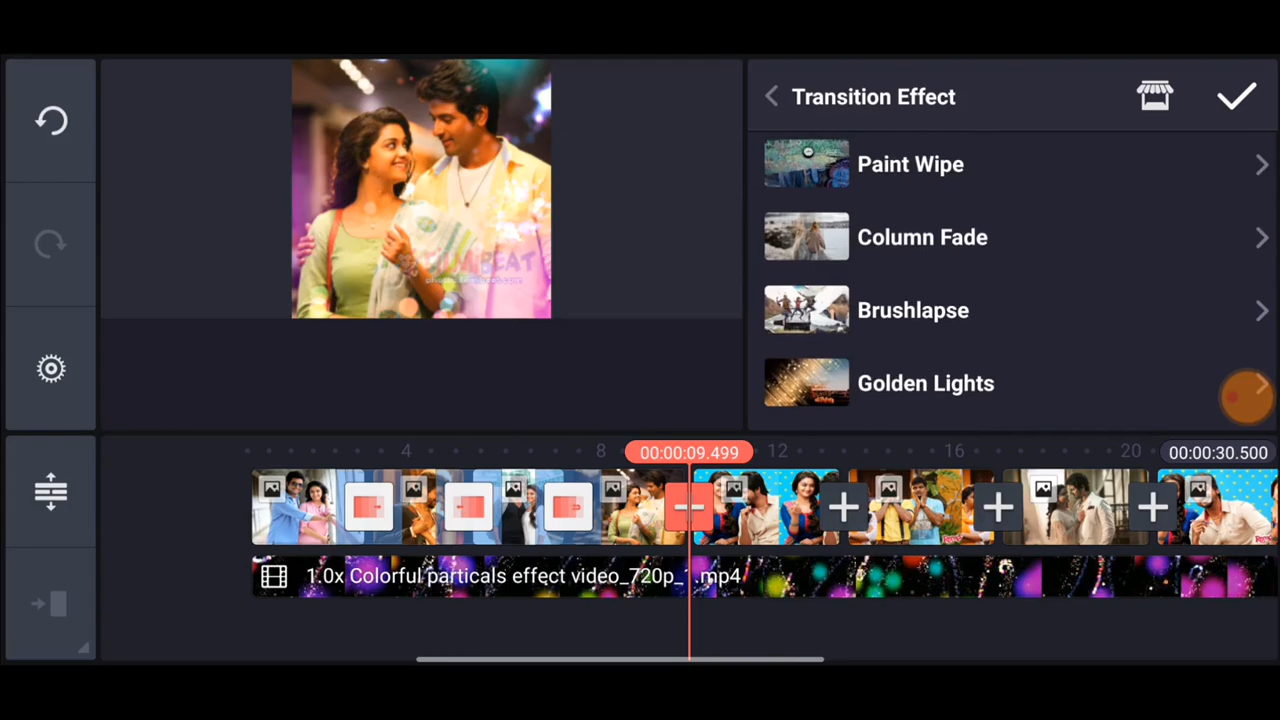 Transition Effect
Paint Wipe
Column Fade
Brushlapse
Golden Lights
4
8
00:00:09.499
12
16
20
00:00:30.500
1.0x Colorful particals effect video_720p_
.mp4